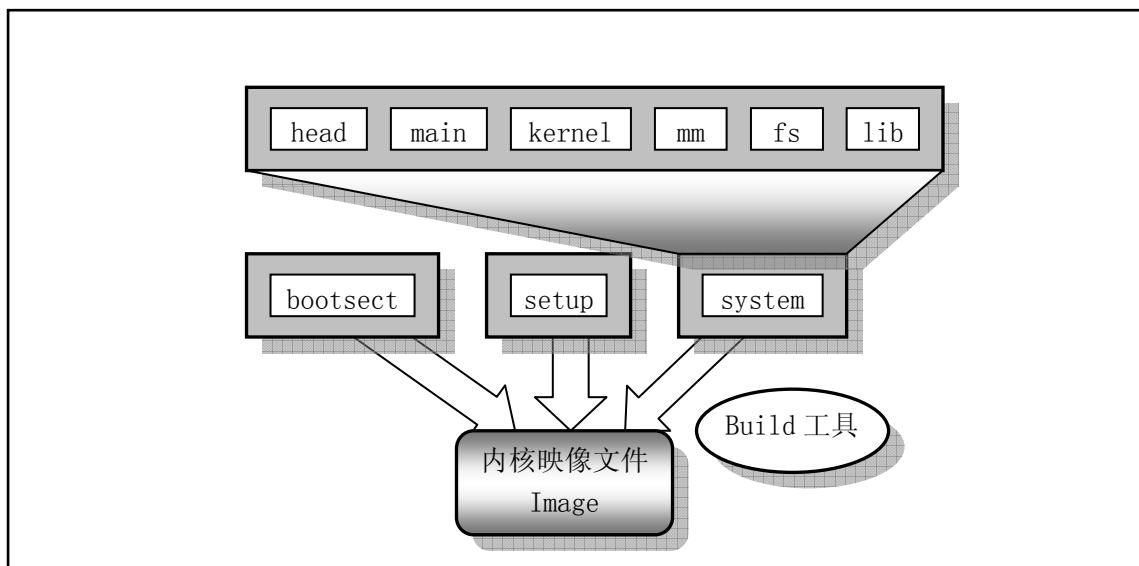 head main kernel mm fs lib
bootsect setup system
Build 工具
内核映像文件
Image